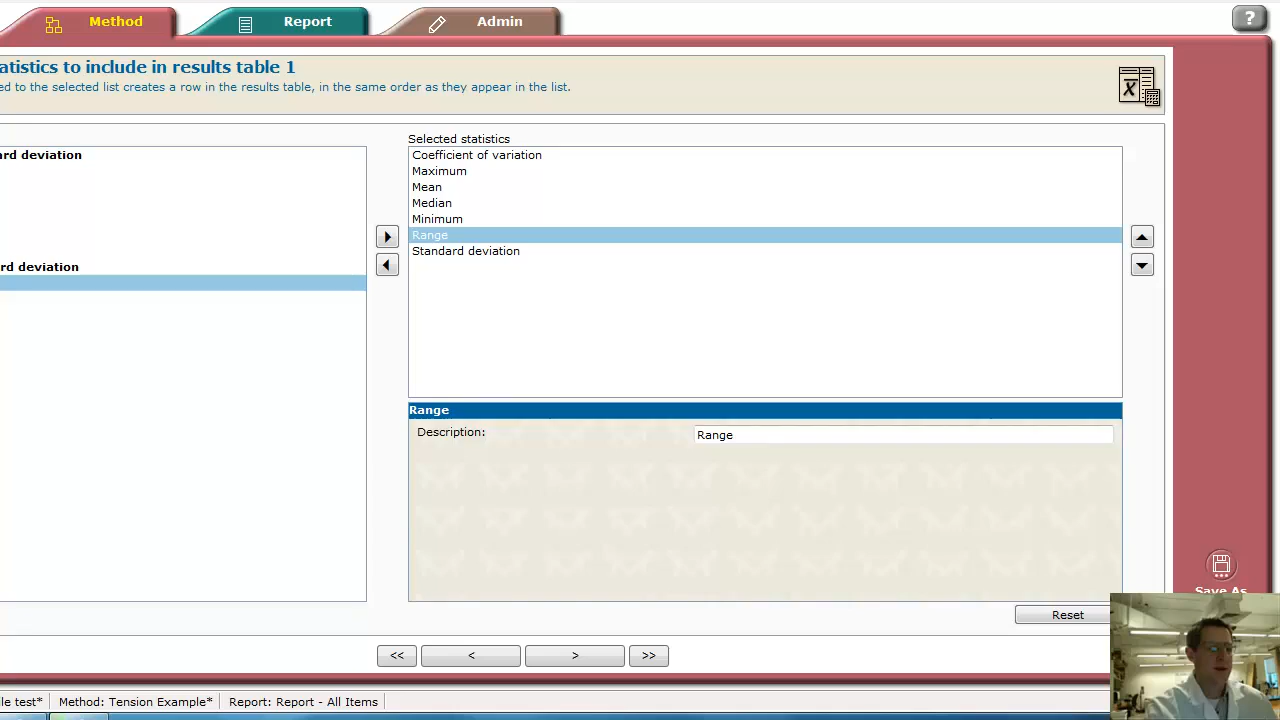 Method
Report
Admin
?
atistics to include in results table 1
ed to the selected list creates a row in the results table, in the same order as they appear in the list.
Selected statistics
ard deviation
rd deviation
Coefficient of variation
Maximum
Mean
Median
Minimum
Range
Standard deviation
Range
Description:
Range
Reset
Save As
<<
<
>
>>
le test*
Method: Tension Example*
Report: Report - All Items